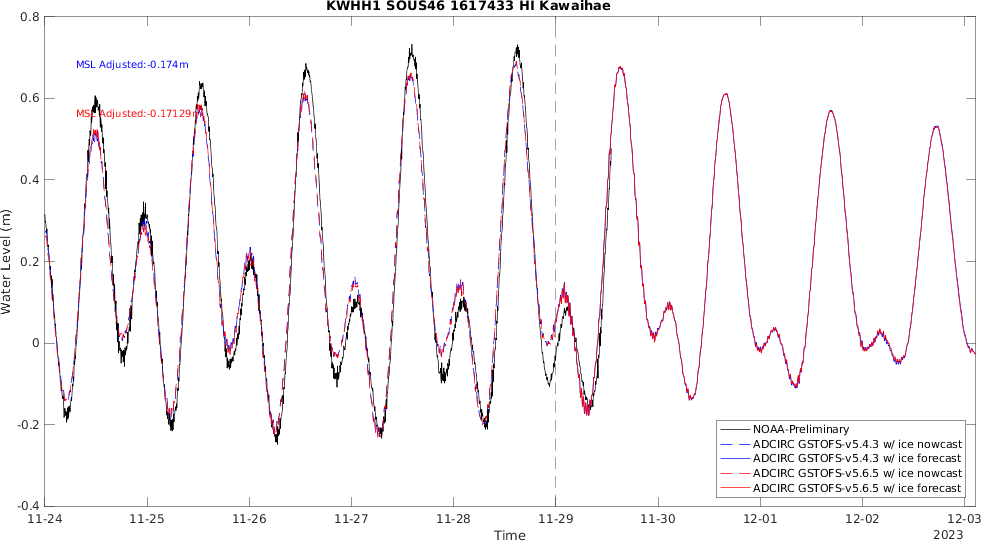 KWHH1 SOUS46 1617433 HI Kawaihae
0.8
0.6
0.4
0.2
0
-0.2
-0.4
Water Level (m)
MSL Adjusted:-0.174m
MSL Adjusted:-0.17129m
NOAA-Preliminary
ADCIRC GSTOFS-v5.4.3 w/ ice nowcast
ADCIRC GSTOFS-v5.4.3 w/ ice forecast
ADCIRC GSTOFS-v5.6.5 w/ ice nowcast
ADCIRC GSTOFS-v5.6.5 w/ ice forecast
11-24 11-25 11-26 11-27 11-28 11-29 11-30 12-01 12-02 12-03
Time
2023